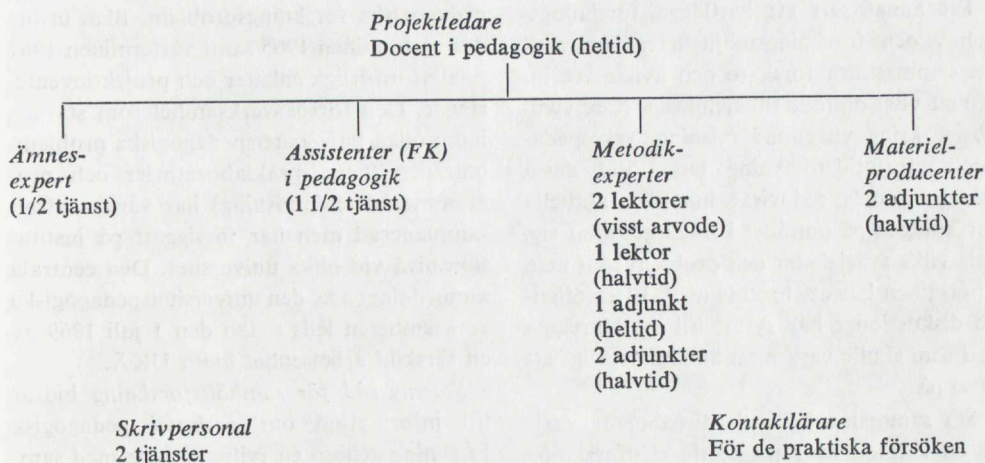 Projektledare
Docent i pedagogik (heltid)
Ämnes-
expert
(1/2 tjänst)
Assistenter (FK)
i pedagogik
(1 1/2 tjänst)
Metodik-
experter
2 lektorer
(visst arvode)
1 lektor
(halvtid)
1 adjunkt
(heltid)
2 adjunkter
(halvtid)
Materiel-
producenter
2 adjunkter
(halvtid)
Skrivpersonal
2 tjänster
Kontaktlärare
För de praktiska försöken